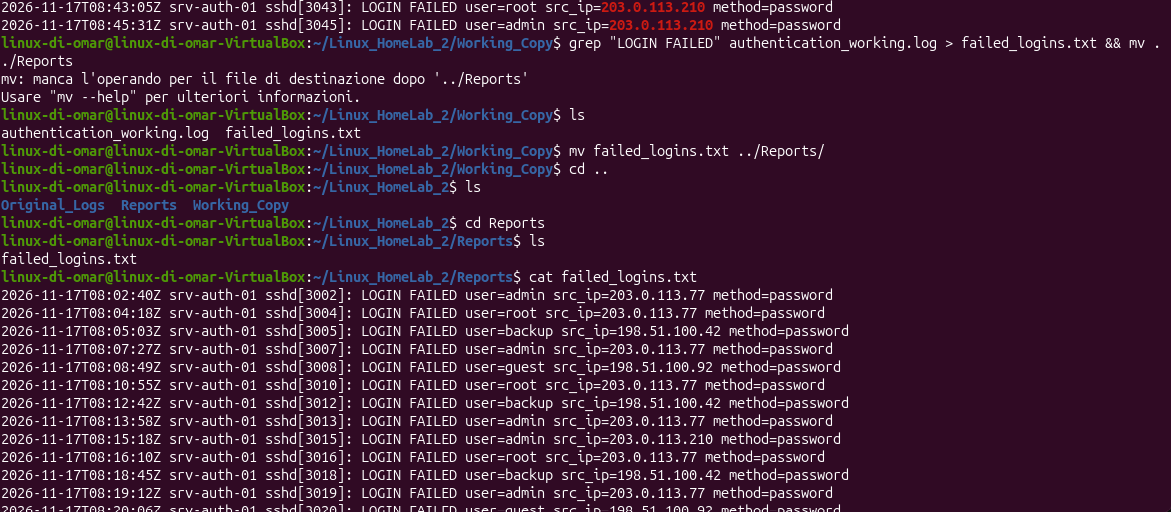 2026-11-17T08:43:05Z srv-auth-01 sshd[3043]: LOGIN FAILED user=root src_ip=203.0.113.210 method=password
2026-11-17T08:45:31Z srv-auth-01 sshd[3045]: LOGIN FAILED user=admin src_ip=203.0.113.210 method=password
linux-di-omar@linux-di-omar-VirtualBox:~/Linux_HomeLab_2/Working_Copy$ grep "LOGIN FAILED" authentication_working.log > failed_logins.txt && mv .
./Reports
mv: manca l'operando per il file di destinazione dopo '../Reports'
Usare "mv --help" per ulteriori informazioni.
linux-di-omar@linux-di-omar-VirtualBox:~/Linux_HomeLab_2/Working_Copy$ ls
authentication_working.log  failed_logins.txt
linux-di-omar@linux-di-omar-VirtualBox:~/Linux_HomeLab_2/Working_Copy$ mv failed_logins.txt ../Reports/
linux-di-omar@linux-di-omar-VirtualBox:~/Linux_HomeLab_2/Working_Copy$ cd ..
linux-di-omar@linux-di-omar-VirtualBox:~/Linux_HomeLab_2$ ls
Original_Logs  Reports  Working_Copy
linux-di-omar@linux-di-omar-VirtualBox:~/Linux_HomeLab_2$ cd Reports
linux-di-omar@linux-di-omar-VirtualBox:~/Linux_HomeLab_2/Reports$ ls
failed_logins.txt
linux-di-omar@linux-di-omar-VirtualBox:~/Linux_HomeLab_2/Reports$ cat failed_logins.txt
2026-11-17T08:02:40Z srv-auth-01 sshd[3002]: LOGIN FAILED user=admin src_ip=203.0.113.77 method=password
2026-11-17T08:04:18Z srv-auth-01 sshd[3004]: LOGIN FAILED user=root src_ip=203.0.113.77 method=password
2026-11-17T08:05:03Z srv-auth-01 sshd[3005]: LOGIN FAILED user=backup src_ip=198.51.100.42 method=password
2026-11-17T08:07:27Z srv-auth-01 sshd[3007]: LOGIN FAILED user=admin src_ip=203.0.113.77 method=password
2026-11-17T08:08:49Z srv-auth-01 sshd[3008]: LOGIN FAILED user=guest src_ip=198.51.100.92 method=password
2026-11-17T08:10:55Z srv-auth-01 sshd[3010]: LOGIN FAILED user=root src_ip=203.0.113.77 method=password
2026-11-17T08:12:42Z srv-auth-01 sshd[3012]: LOGIN FAILED user=backup src_ip=198.51.100.42 method=password
2026-11-17T08:13:58Z srv-auth-01 sshd[3013]: LOGIN FAILED user=admin src_ip=203.0.113.77 method=password
2026-11-17T08:15:18Z srv-auth-01 sshd[3015]: LOGIN FAILED user=admin src_ip=203.0.113.210 method=password
2026-11-17T08:16:10Z srv-auth-01 sshd[3016]: LOGIN FAILED user=root src_ip=203.0.113.77 method=password
2026-11-17T08:18:45Z srv-auth-01 sshd[3018]: LOGIN FAILED user=backup src_ip=198.51.100.42 method=password
2026-11-17T08:19:12Z srv-auth-01 sshd[3019]: LOGIN FAILED user=admin src_ip=203.0.113.77 method=password
2026-11-17T08:20:06Z srv-auth-01 sshd[3020]: LOGIN FAILED user=guest src_ip=198.51.100.92 method=password